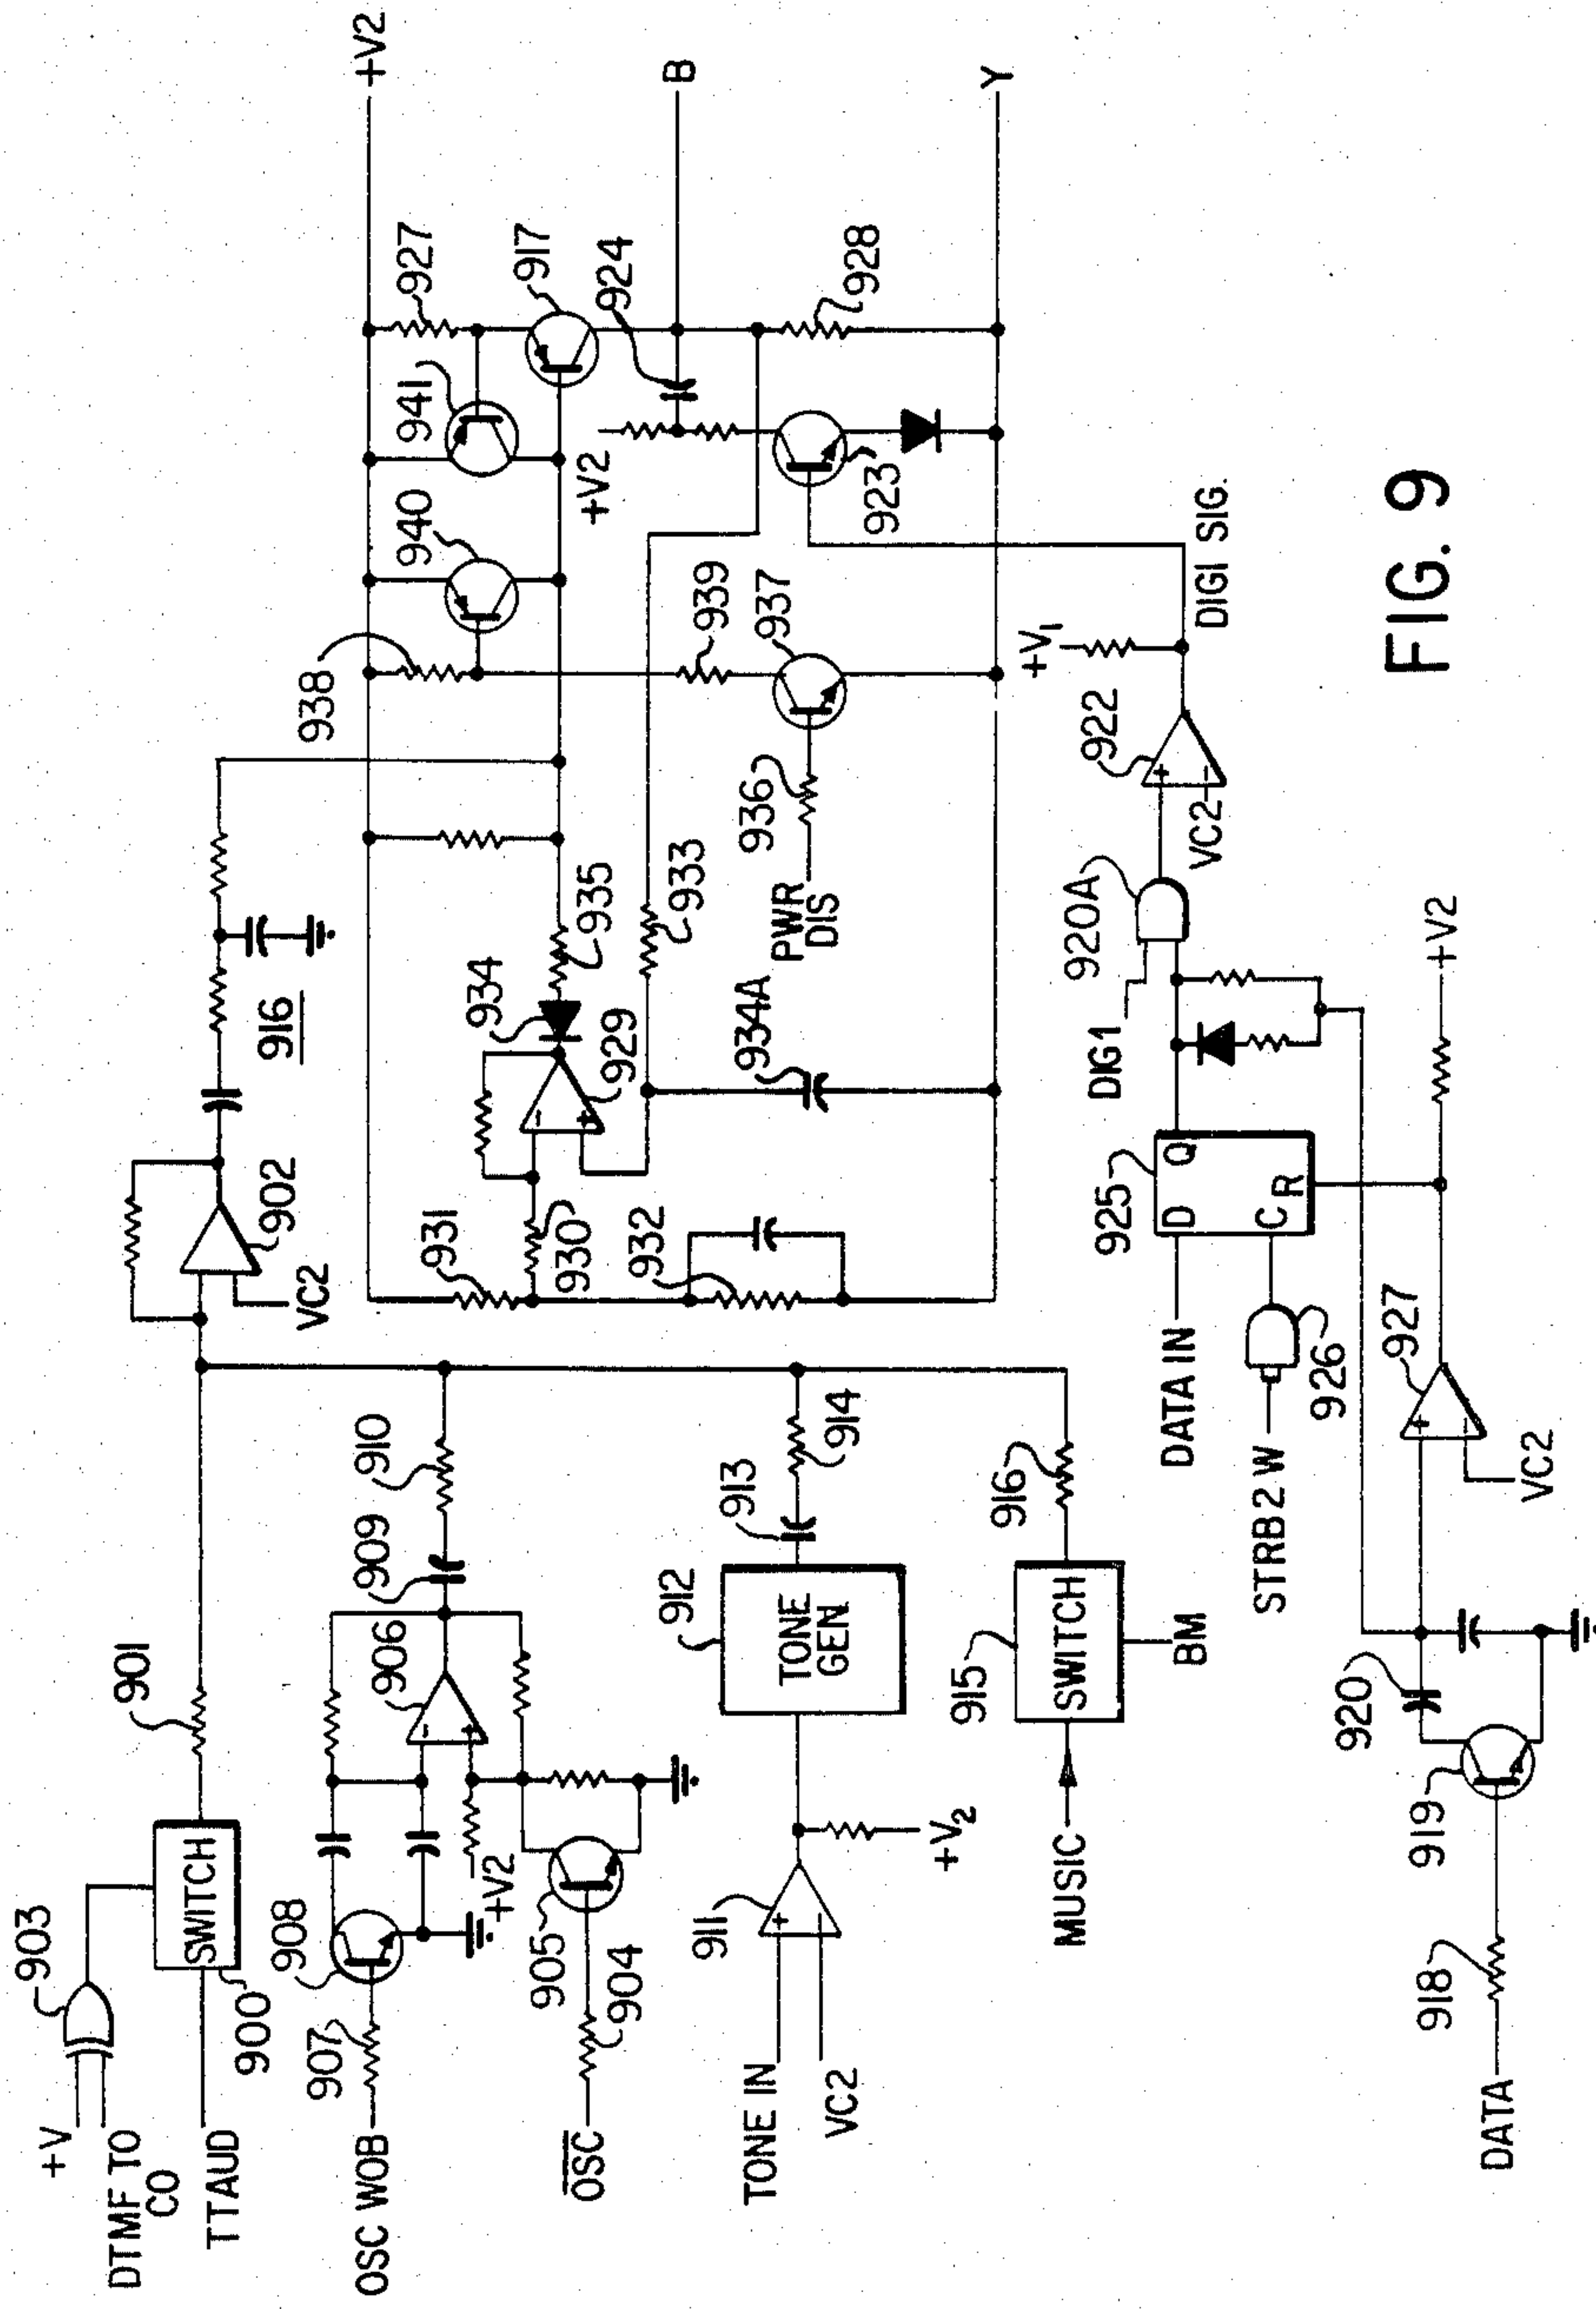 +V
DTMF TO
CO
TTAUD
903
SWITCH
900
901
902
VC2
916
OSC WOB
907
908
+V2
905
904
OSC
906
909
910
TONE IN
VC2
911
+V2
912
TONE
GEN
913
914
MUSIC
915
SWITCH
BM
916
+V2
B
Y
931
930
932
929
934
935
934A
933
938
940
941
927
917
924
928
+V2
939
937
936
PWR
DIS
923
+V1
DIGI SIG.
922
VC2
920A
DIG1
925
D
Q
C
R
DATA IN
STRB2 W
926
+V2
927
VC2
920
919
918
DATA
FIG. 9